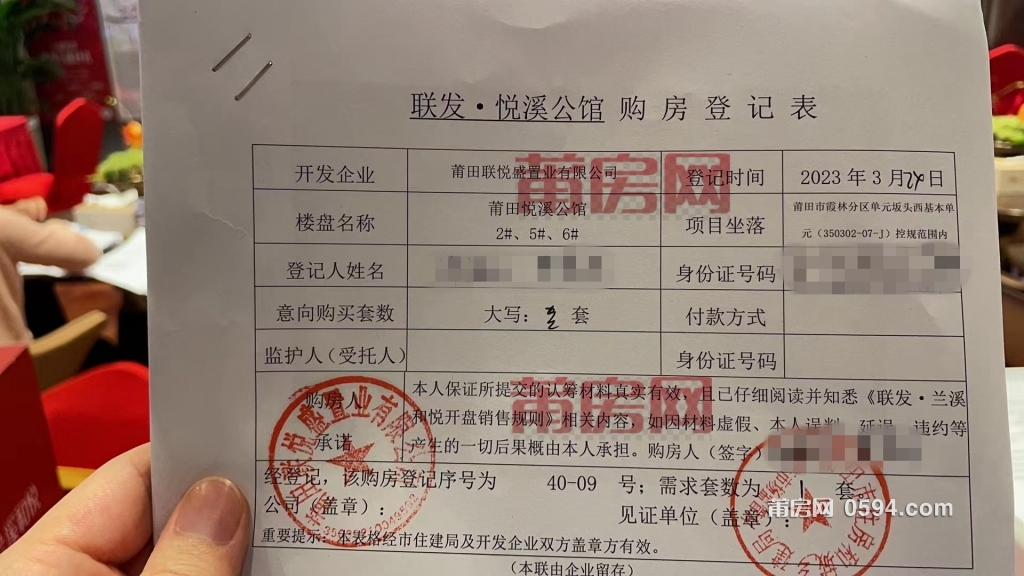 联发·悦溪公馆 购房登记表
开发企业 莆田联悦盛置业有限公司 登记时间 2023 年 3 月24日
楼盘名称 莆田悦溪公馆 2#、5#、6# 项目坐落 莆田市霞林分区单元坂头西基本单元（350302-07-J）控规范围内
登记人姓名 身份证号码
意向购买套数 大写： 套 付款方式
监护人（受托人） 身份证号码
购房人
承诺
本人保证所提交的认筹材料真实有效，且已仔细阅读并知悉《联发·兰溪
和悦开盘销售规则》相关内容，如因材料虚假、本人误判、延误、违约等
产生的一切后果概由本人承担。购房人（签字）
经登记，该购房登记序号为 40-09 号；需求套数为 1 套
公司（盖章）： 见证单位（盖章）：
重要提示：本表格经市住建局及开发企业双方盖章方有效。
（本联由企业留存）
莆房网
莆房网
莆房网 0594.com